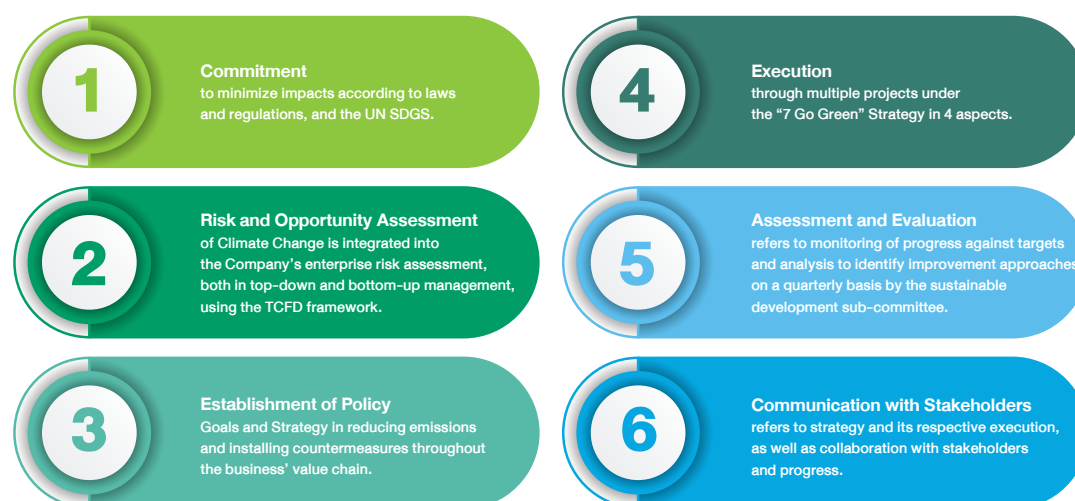 1
Commitment
to minimize impacts according to laws
and regulations, and the UN SDGS.
2
Risk and Opportunity Assessment
of Climate Change is integrated into
the Company's enterprise risk assessment,
both in top-down and bottom-up management,
using the TCFD framework.
3
Establishment of Policy
Goals and Strategy in reducing emissions
and installing countermeasures throughout
the business' value chain.
4
Execution
through multiple projects under
the “7 Go Green” Strategy in 4 aspects.
5
Assessment and Evaluation
refers to monitoring of progress against targets
and analysis to identify improvement approaches
on a quarterly basis by the sustainable
development sub-committee.
6
Communication with Stakeholders
refers to strategy and its respective execution,
as well as collaboration with stakeholders
and progress.